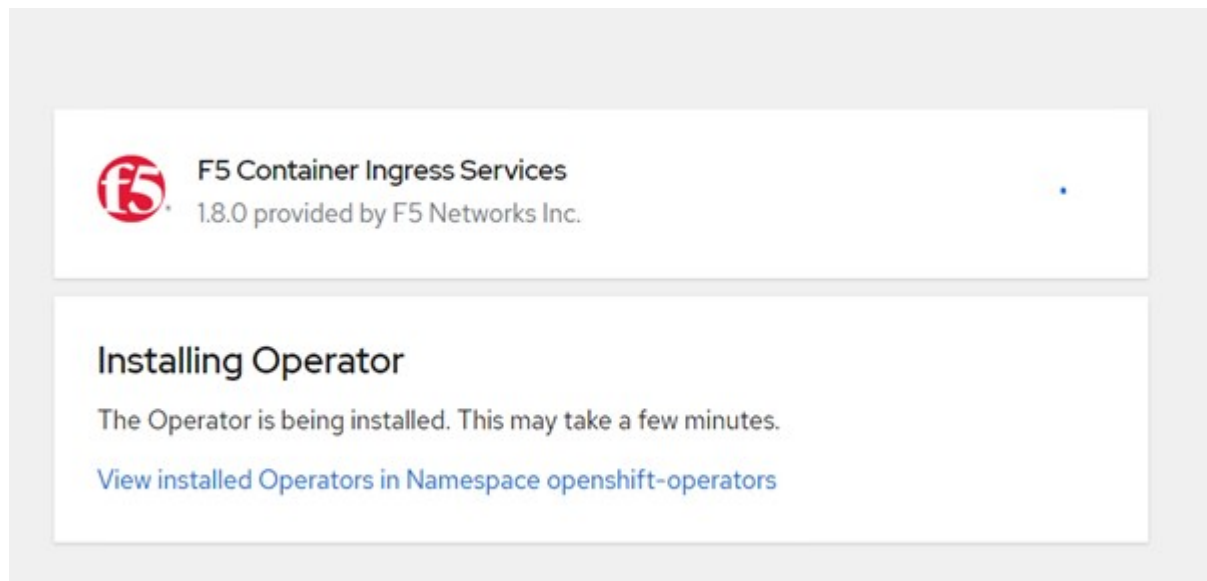 f5
F5 Container Ingress Services
1.8.0 provided by F5 Networks Inc.
Installing Operator
The Operator is being installed. This may take a few minutes.
View installed Operators in Namespace openshift-operators